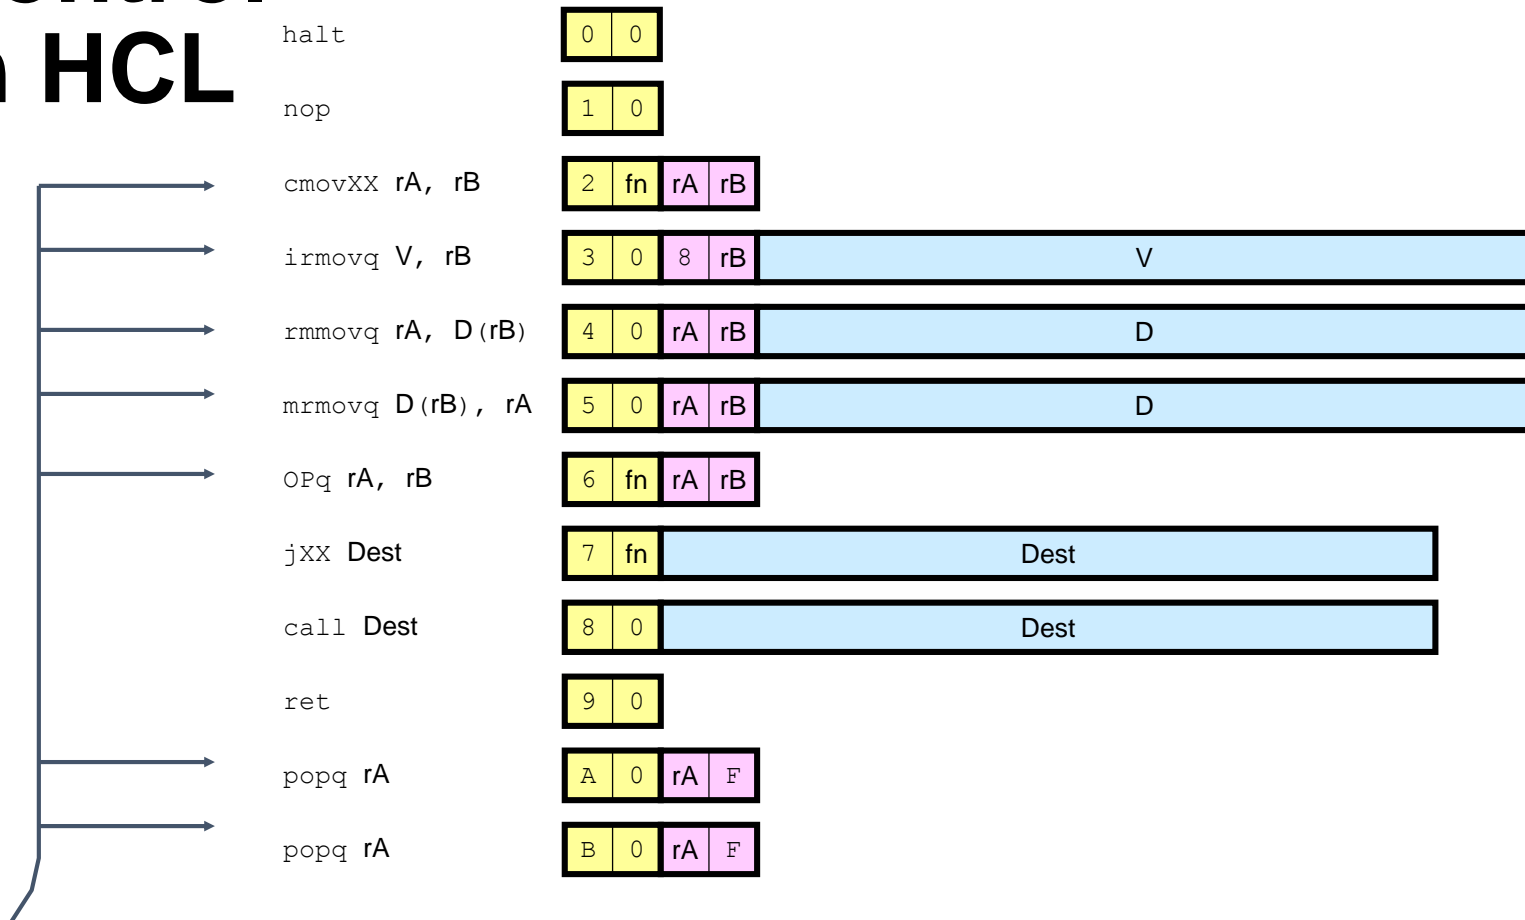 HCL
halt 0 0
nop 1 0
cmovXX rA, rB 2 fn rA rB
irmovq V, rB 3 0 8 rB V
rmmovq rA, D(rB) 4 0 rA rB D
mrmovq D(rB), rA 5 0 rA rB D
OPq rA, rB 6 fn rA rB
jXX Dest 7 fn Dest
call Dest 8 0 Dest
ret 9 0
popq rA A 0 rA F
popq rA B 0 rA F